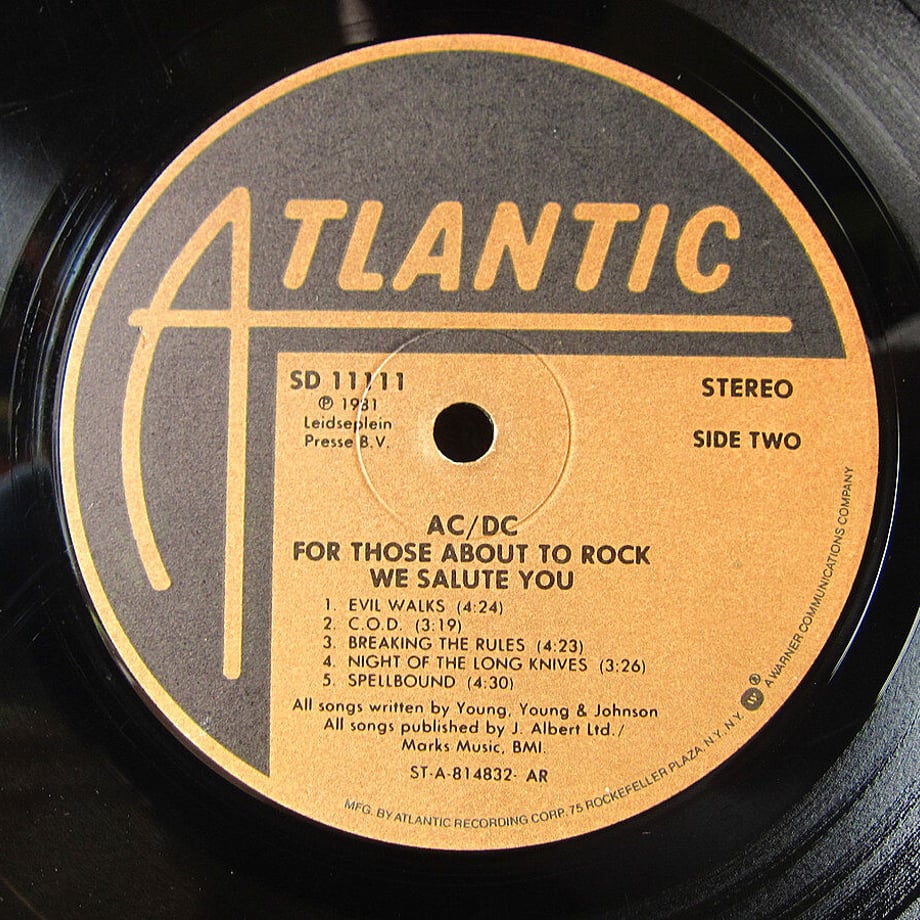 ATLANTIC
SD 11111
℗ 1981
Leidseplein
Presse B.V.
STEREO
SIDE TWO
AC/DC
FOR THOSE ABOUT TO ROCK
WE SALUTE YOU
1. EVIL WALKS (4:24)
2. C.O.D. (3:19)
3. BREAKING THE RULES (4:23)
4. NIGHT OF THE LONG KNIVES (3:26)
5. SPELLBOUND (4:30)
All songs written by Young, Young & Johnson
All songs published by J. Albert Ltd./
Marks Music, BMI.
ST-A-814832- AR
MFG. BY ATLANTIC RECORDING CORP. 75 ROCKEFELLER PLAZA, N.Y. N.Y. ® A WARNER COMMUNICATIONS COMPANY